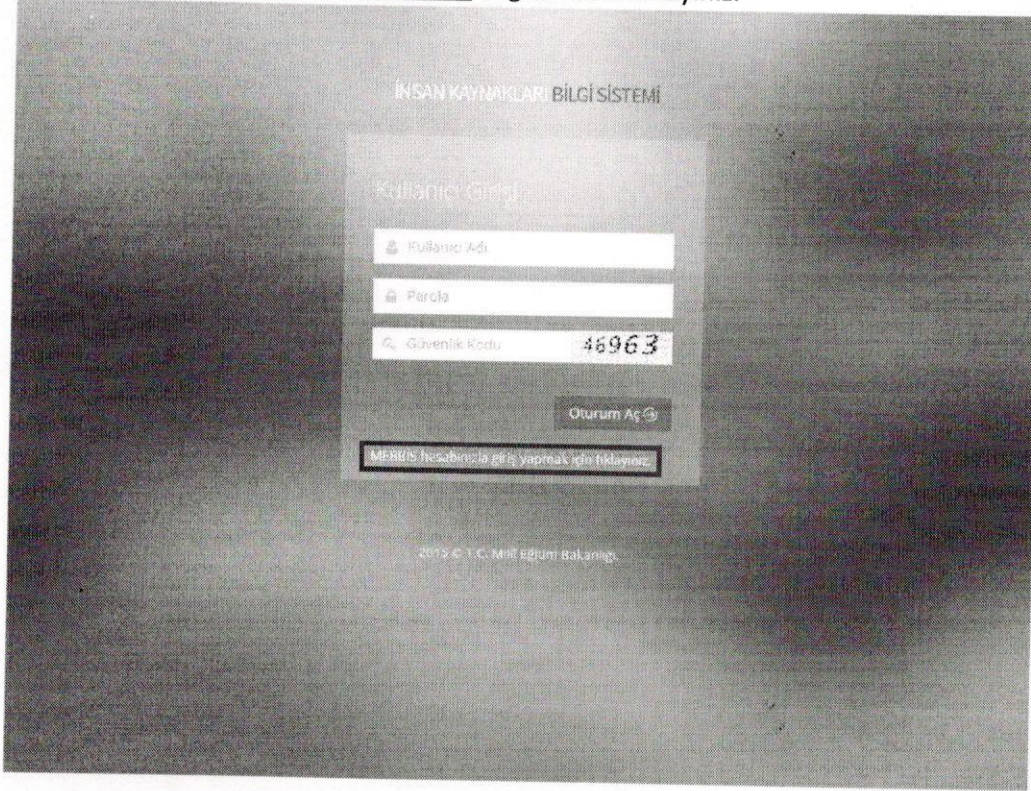 İNSAN KAYNAKLARI BİLGİ SİSTEMİ
Kullanıcı Girişi
Kullanıcı Adı
Parola
Güvenlik Kodu 46963
Oturum Aç
MEBBİS hesabınızla giriş yapmak için tıklayınız.
2015 © T.C. Milli Eğitim Bakanlığı.